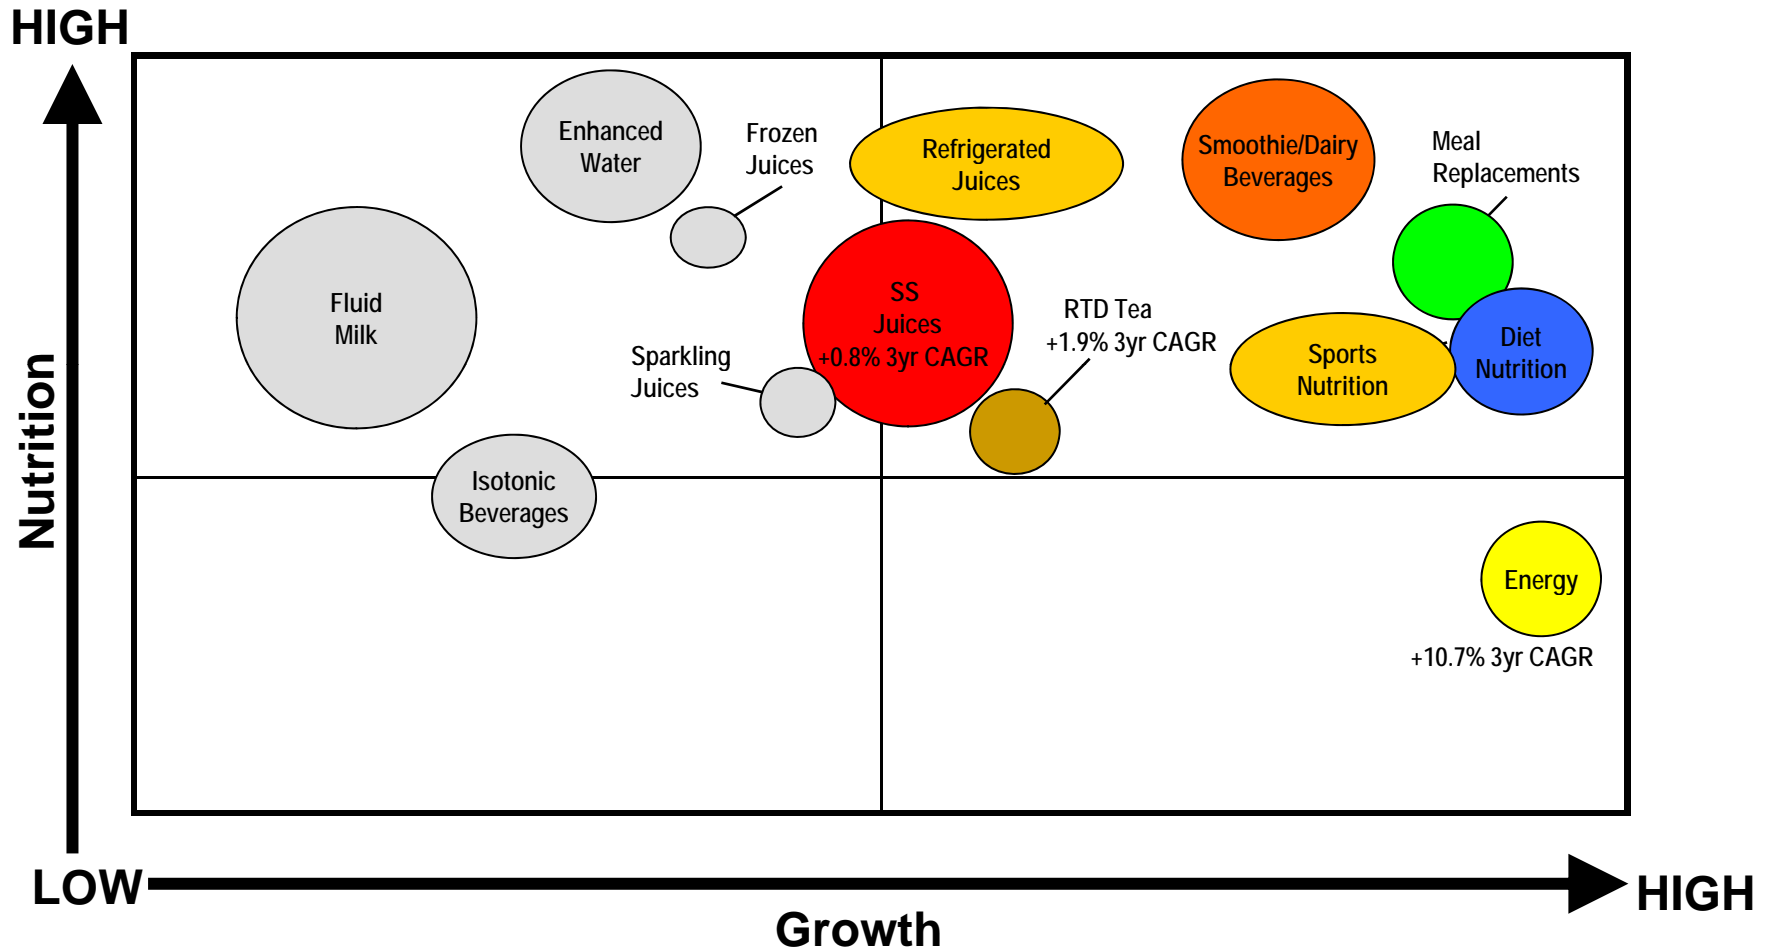 HIGH
Enhanced
Water
Frozen
Juices
Refrigerated
Juices
Smoothie/Dairy
Beverages
Meal
Replacements
Fluid
Milk
SS
Juices
+0.8% 3yr CAGR
RTD Tea
+1.9% 3yr CAGR
Sparkling
Juices
Sports
Nutrition
Diet
Nutrition
Isotonic
Beverages
Energy
+10.7% 3yr CAGR
Nutrition
LOW
HIGH
Growth